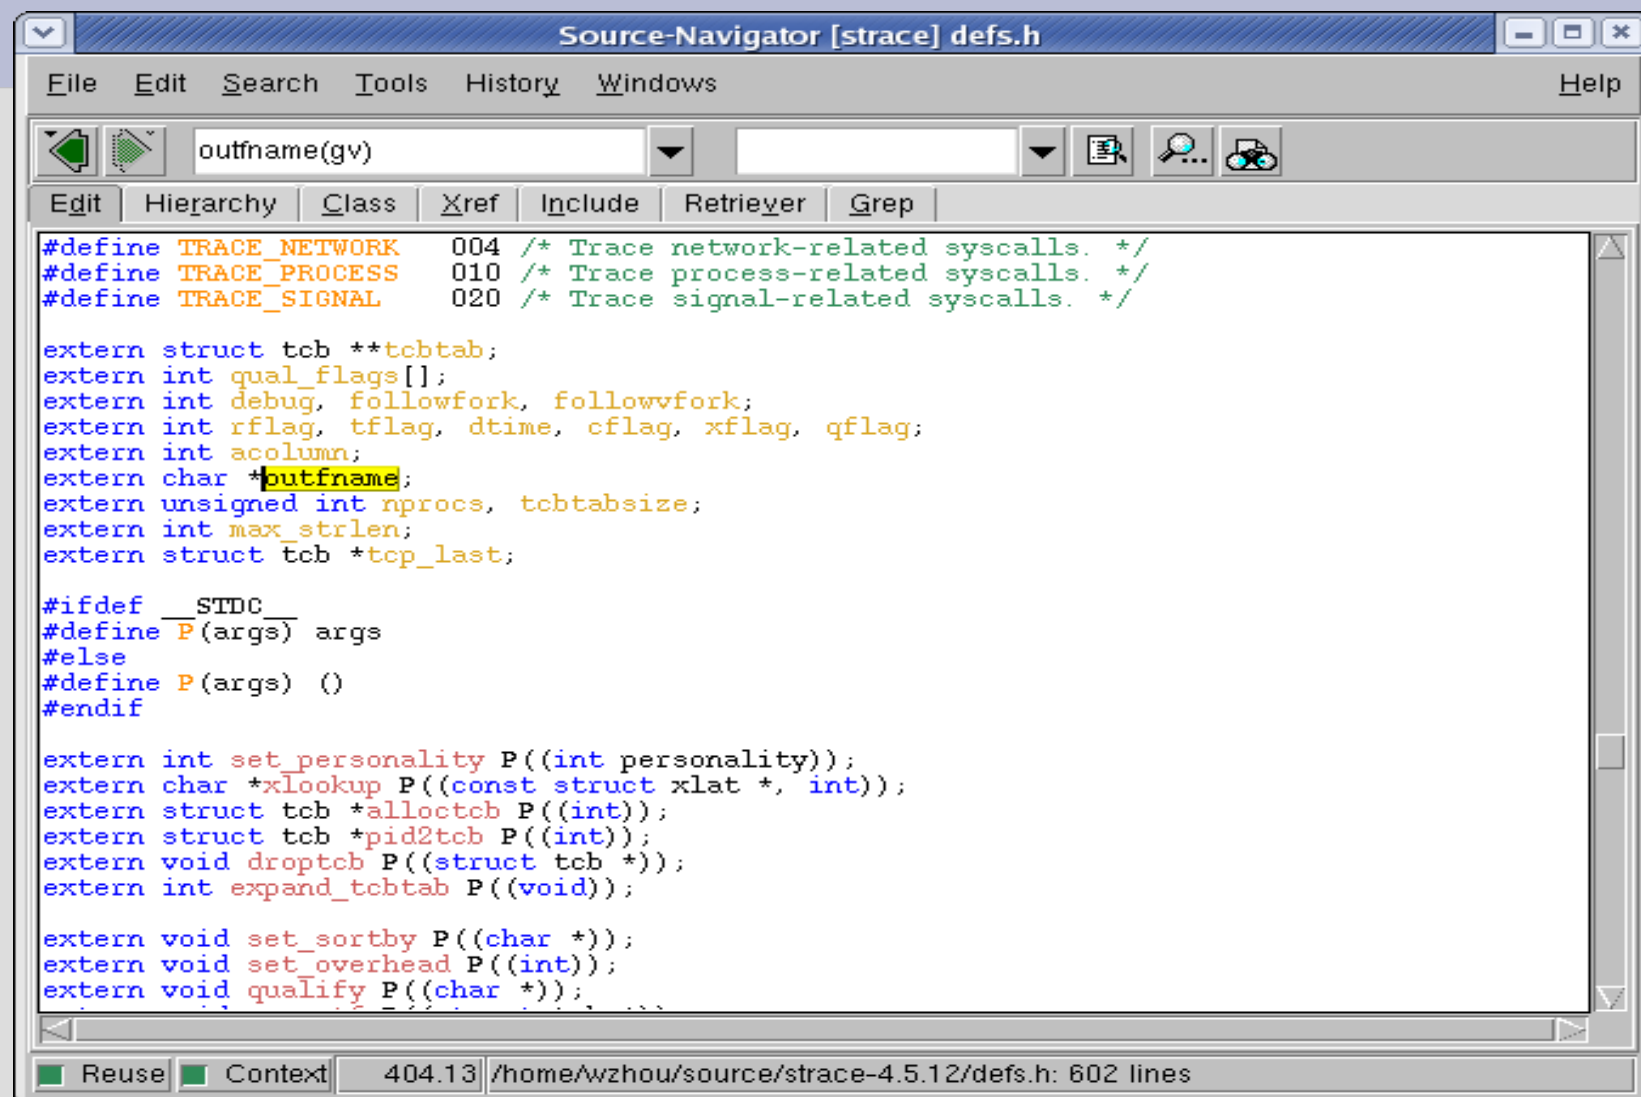 Source-Navigator [strace] defs.h
File Edit Search Tools History Windows Help
outfname(gv)
Edit Hierarchy Class Xref Include Retriever Grep
#define TRACE_NETWORK 004 /* Trace network-related syscalls. */
#define TRACE_PROCESS 010 /* Trace process-related syscalls. */
#define TRACE_SIGNAL 020 /* Trace signal-related syscalls. */
extern struct tcb **tcbtab;
extern int qual_flags[];
extern int debug, followfork, followvfork;
extern int rflag, tflag, dtime, cflag, xflag, qflag;
extern int acolumn;
extern char *outfname;
extern unsigned int nprocs, tcbtabsize;
extern int max_strlen;
extern struct tcb *tcp_last;
#ifdef __STDC__
#define P(args) args
#else
#define P(args) ()
#endif
extern int set_personality P((int personality));
extern char *xlookup P((const struct xlat *, int));
extern struct tcb *alloctcb P((int));
extern struct tcb *pid2tcb P((int));
extern void droptcb P((struct tcb *));
extern int expand_tcbtab P((void));
extern void set_sortby P((char *));
extern void set_overhead P((int));
extern void qualify P((char *));
Reuse Context 404.13 /home/wzhou/source/strace-4.5.12/defs.h: 602 lines